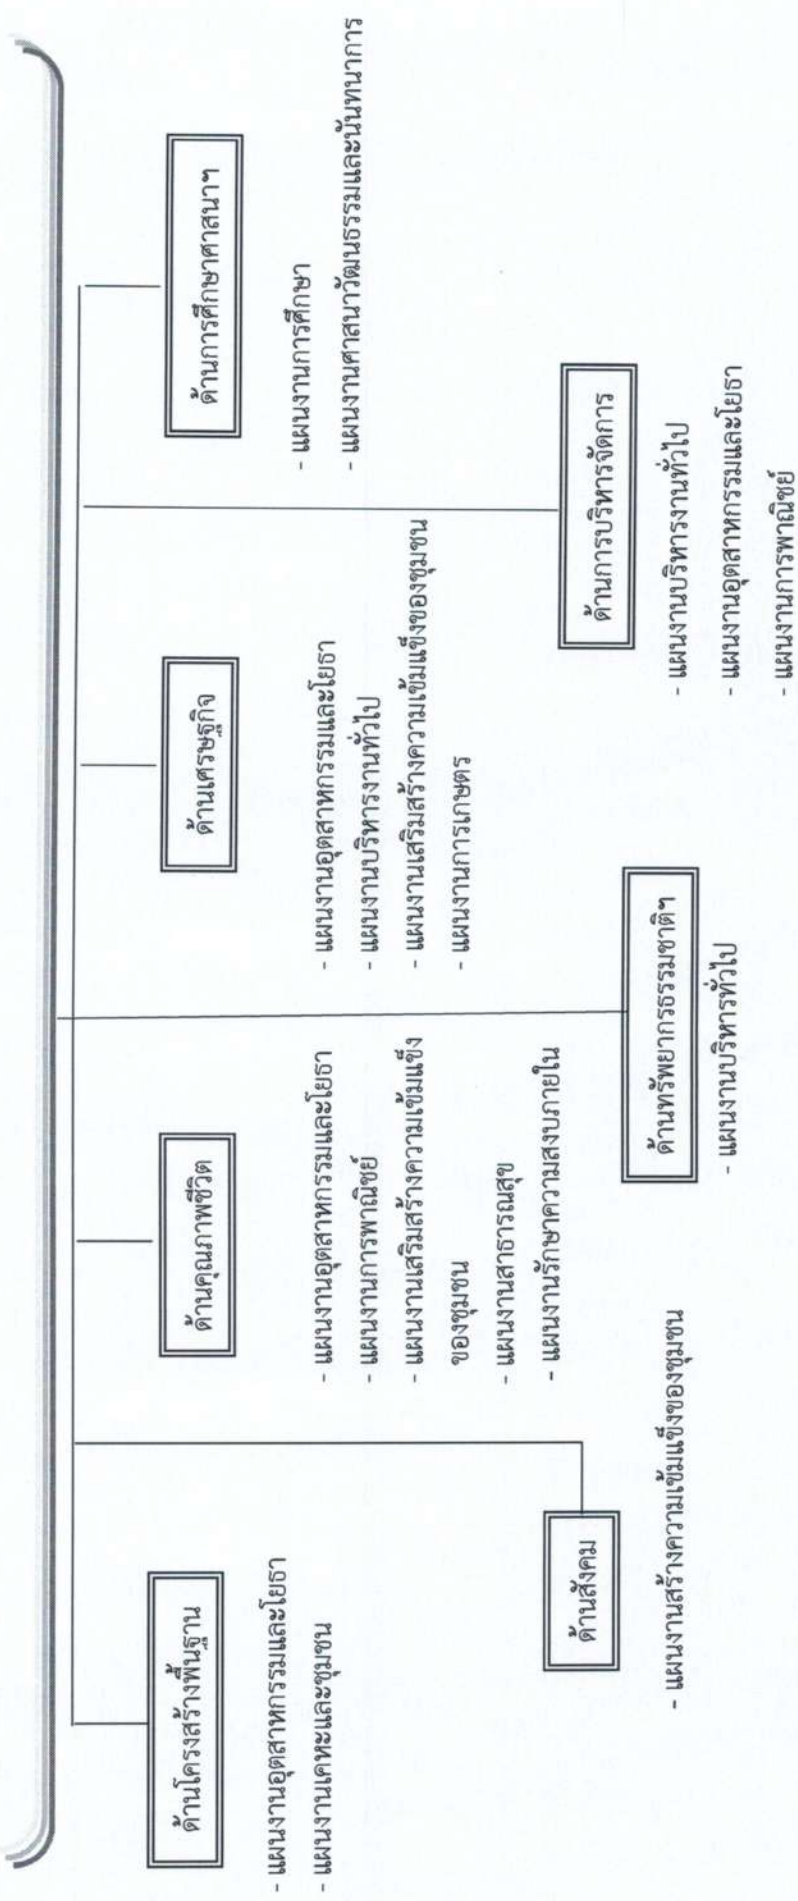 ด้านโครงสร้างพื้นฐาน
- แผนงานอุตสาหกรรมและโยธา
- แผนงานเคหะและชุมชน
ด้านคุณภาพชีวิต
- แผนงานอุตสาหกรรมและโยธา
- แผนงานการพาณิชย์
- แผนงานเสริมสร้างความเข้มแข็ง
ของชุมชน
- แผนงานสาธารณสุข
- แผนงานรักษาความสงบภายใน
ด้านเศรษฐกิจ
- แผนงานอุตสาหกรรมและโยธา
- แผนงานบริหารงานทั่วไป
- แผนงานเสริมสร้างความเข้มแข็งของชุมชน
- แผนงานการเกษตร
ด้านการศึกษาศาสนาฯ
- แผนงานการศึกษา
- แผนงานศาสนาวัฒนธรรมและนันทนาการ
ด้านสังคม
- แผนงานสร้างความเข้มแข็งของชุมชน
ด้านทรัพยากรธรรมชาติฯ
- แผนงานบริหารทั่วไป
ด้านการบริหารจัดการ
- แผนงานบริหารงานทั่วไป
- แผนงานอุตสาหกรรมและโยธา
- แผนงานการพาณิชย์